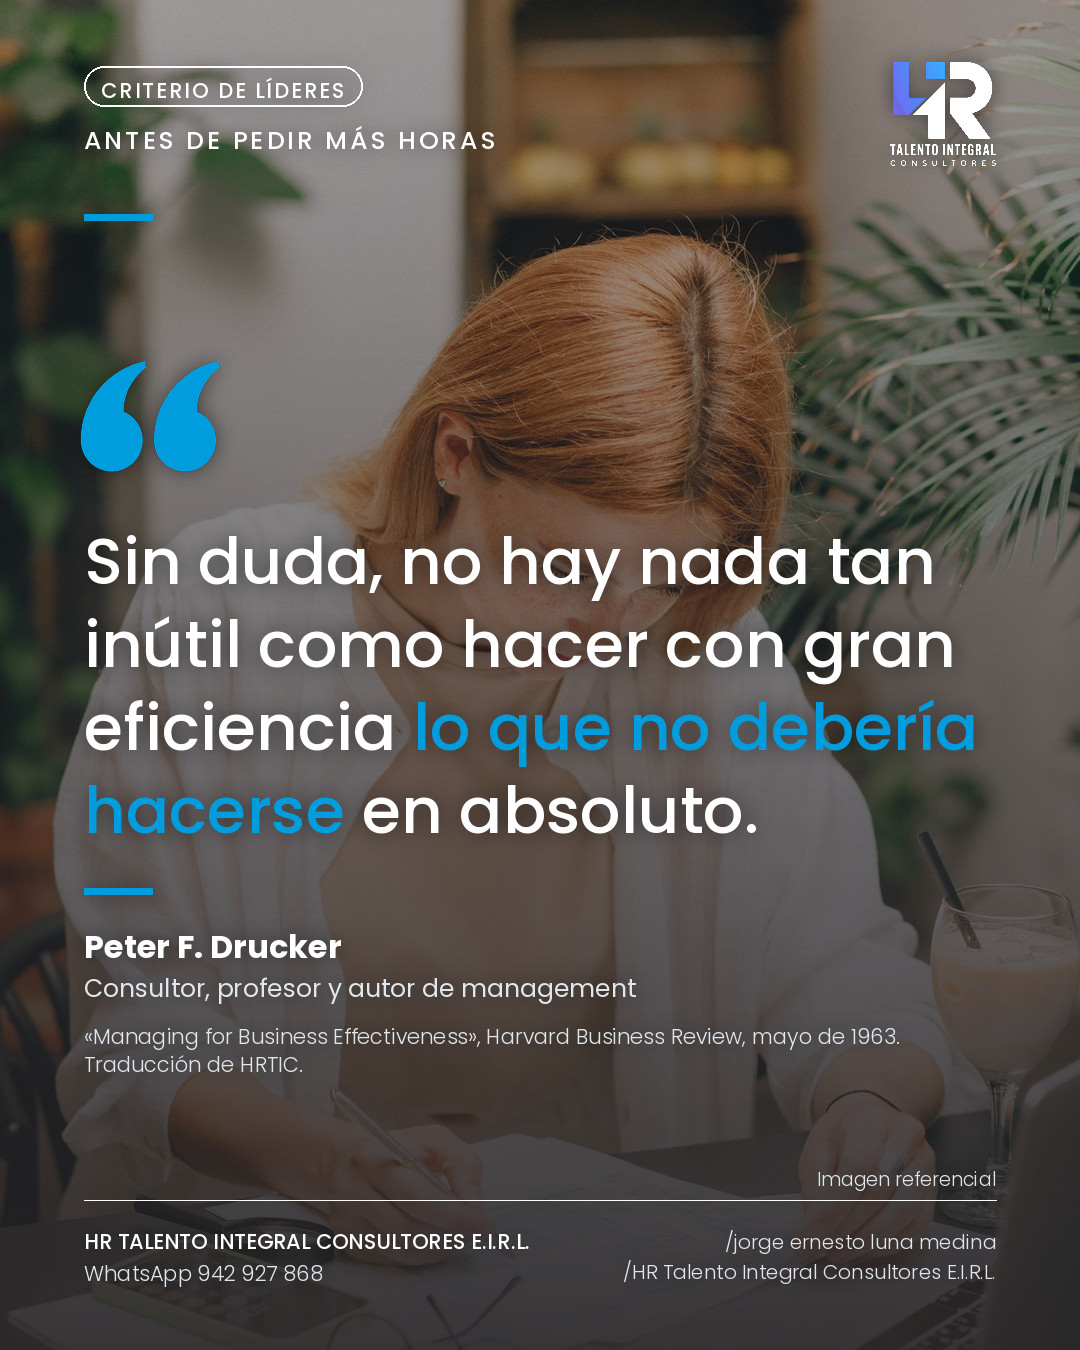 CRITERIO DE LÍDERES
ANTES DE PEDIR MÁS HORAS
HR
TALENTO INTEGRAL
CONSULTORES
“
Sin duda, no hay nada tan
inútil como hacer con gran
eficiencia lo que no debería
hacerse en absoluto.
Peter F. Drucker
Consultor, profesor y autor de management
«Managing for Business Effectiveness», Harvard Business Review, mayo de 1963.
Traducción de HRTIC.
Imagen referencial
HR TALENTO INTEGRAL CONSULTORES E.I.R.L.
WhatsApp 942 927 868
/jorge ernesto luna medina
/HR Talento Integral Consultores E.I.R.L.